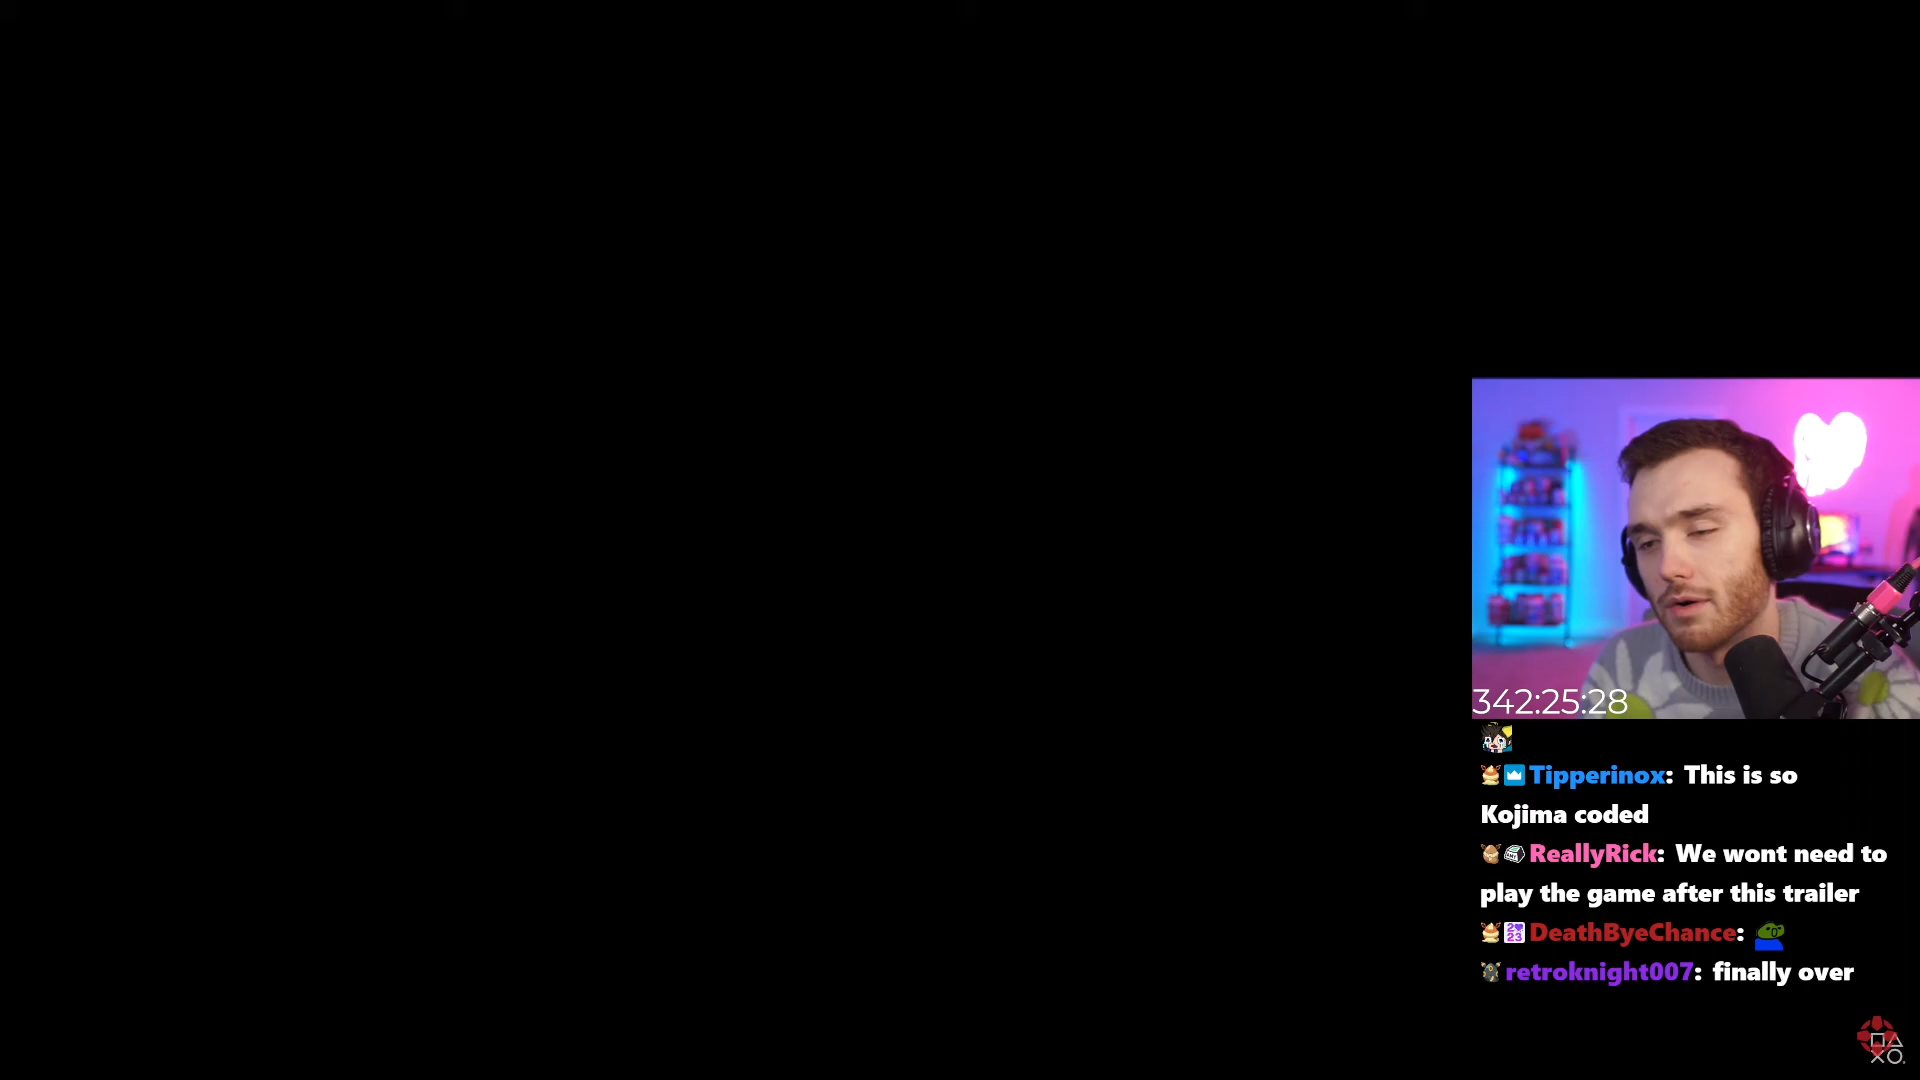 342:25:28
Tipperinox: This is so
Kojima coded
ReallyRick: We wont need to
play the game after this trailer
2023 DeathByeChance:
retroknight007: finally over